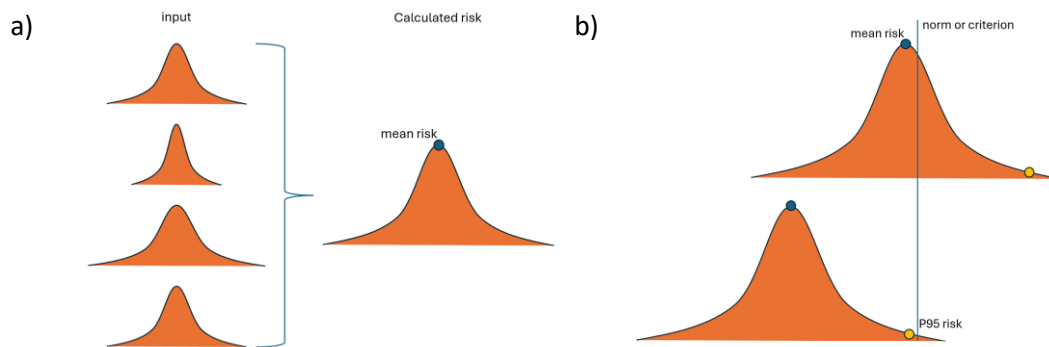 a)
input
Calculated risk
mean risk
b)
mean risk
norm or criterion
P95 risk